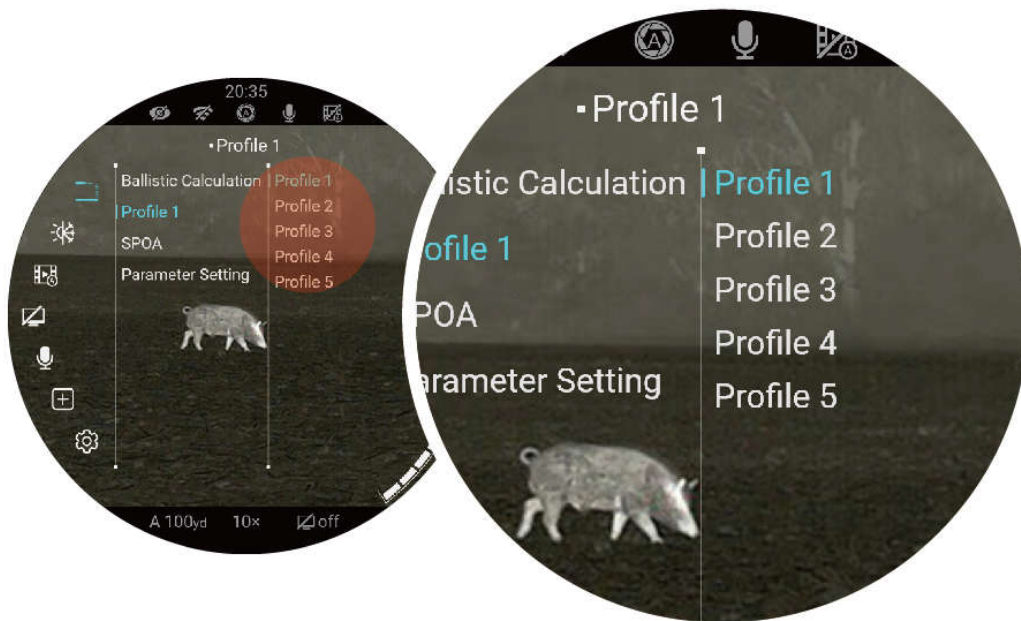 20:35
▪Profile 1
Ballistic Calculation
Profile 1
SPOA
Parameter Setting
Profile 1
Profile 2
Profile 3
Profile 4
Profile 5
A 100yd 10× off
A
▪Profile 1
listic Calculation
ofile 1
POA
arameter Setting
Profile 1
Profile 2
Profile 3
Profile 4
Profile 5